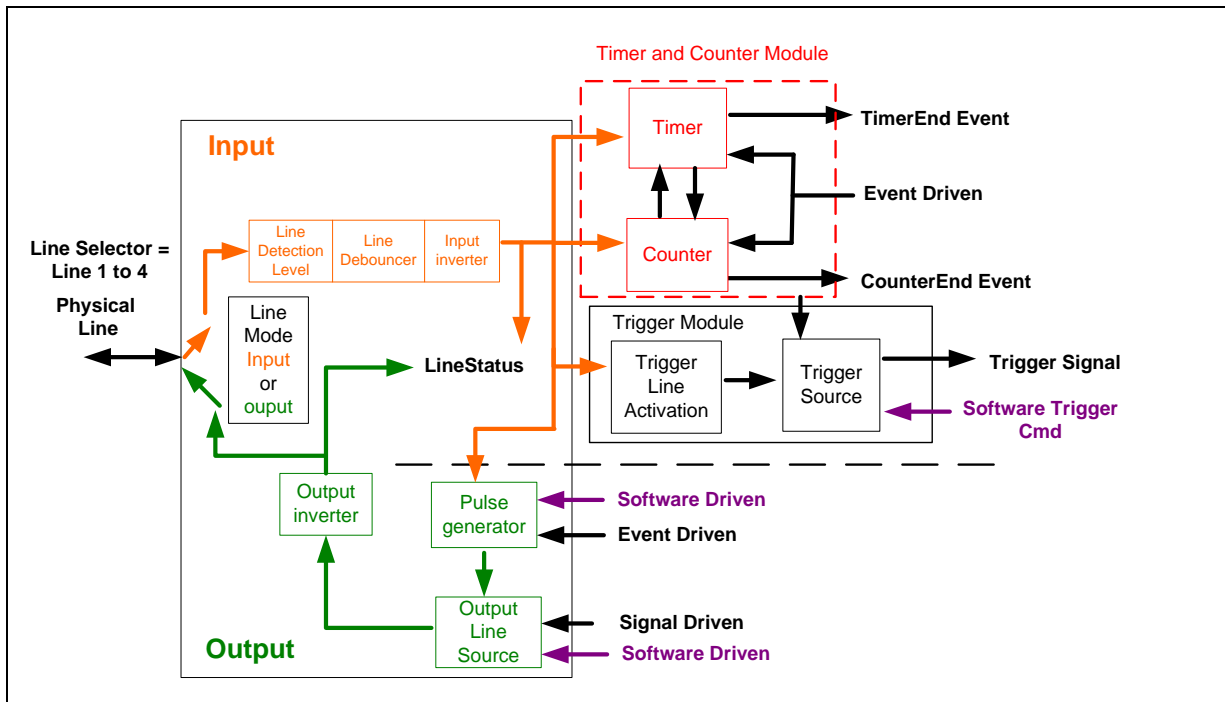 Timer and Counter Module
Input
Timer
TimerEnd Event
Event Driven
Line Selector =
Line 1 to 4
Physical
Line
Line
Detection
Level
Line
Debouncer
Input
inverter
Counter
CounterEnd Event
Line
Mode
Input
or
ouput
LineStatus
Trigger Module
Trigger
Line
Activation
Trigger
Source
Trigger Signal
Software Trigger
Cmd
Output
inverter
Pulse
generator
Software Driven
Event Driven
Output
Line
Source
Signal Driven
Software Driven
Output